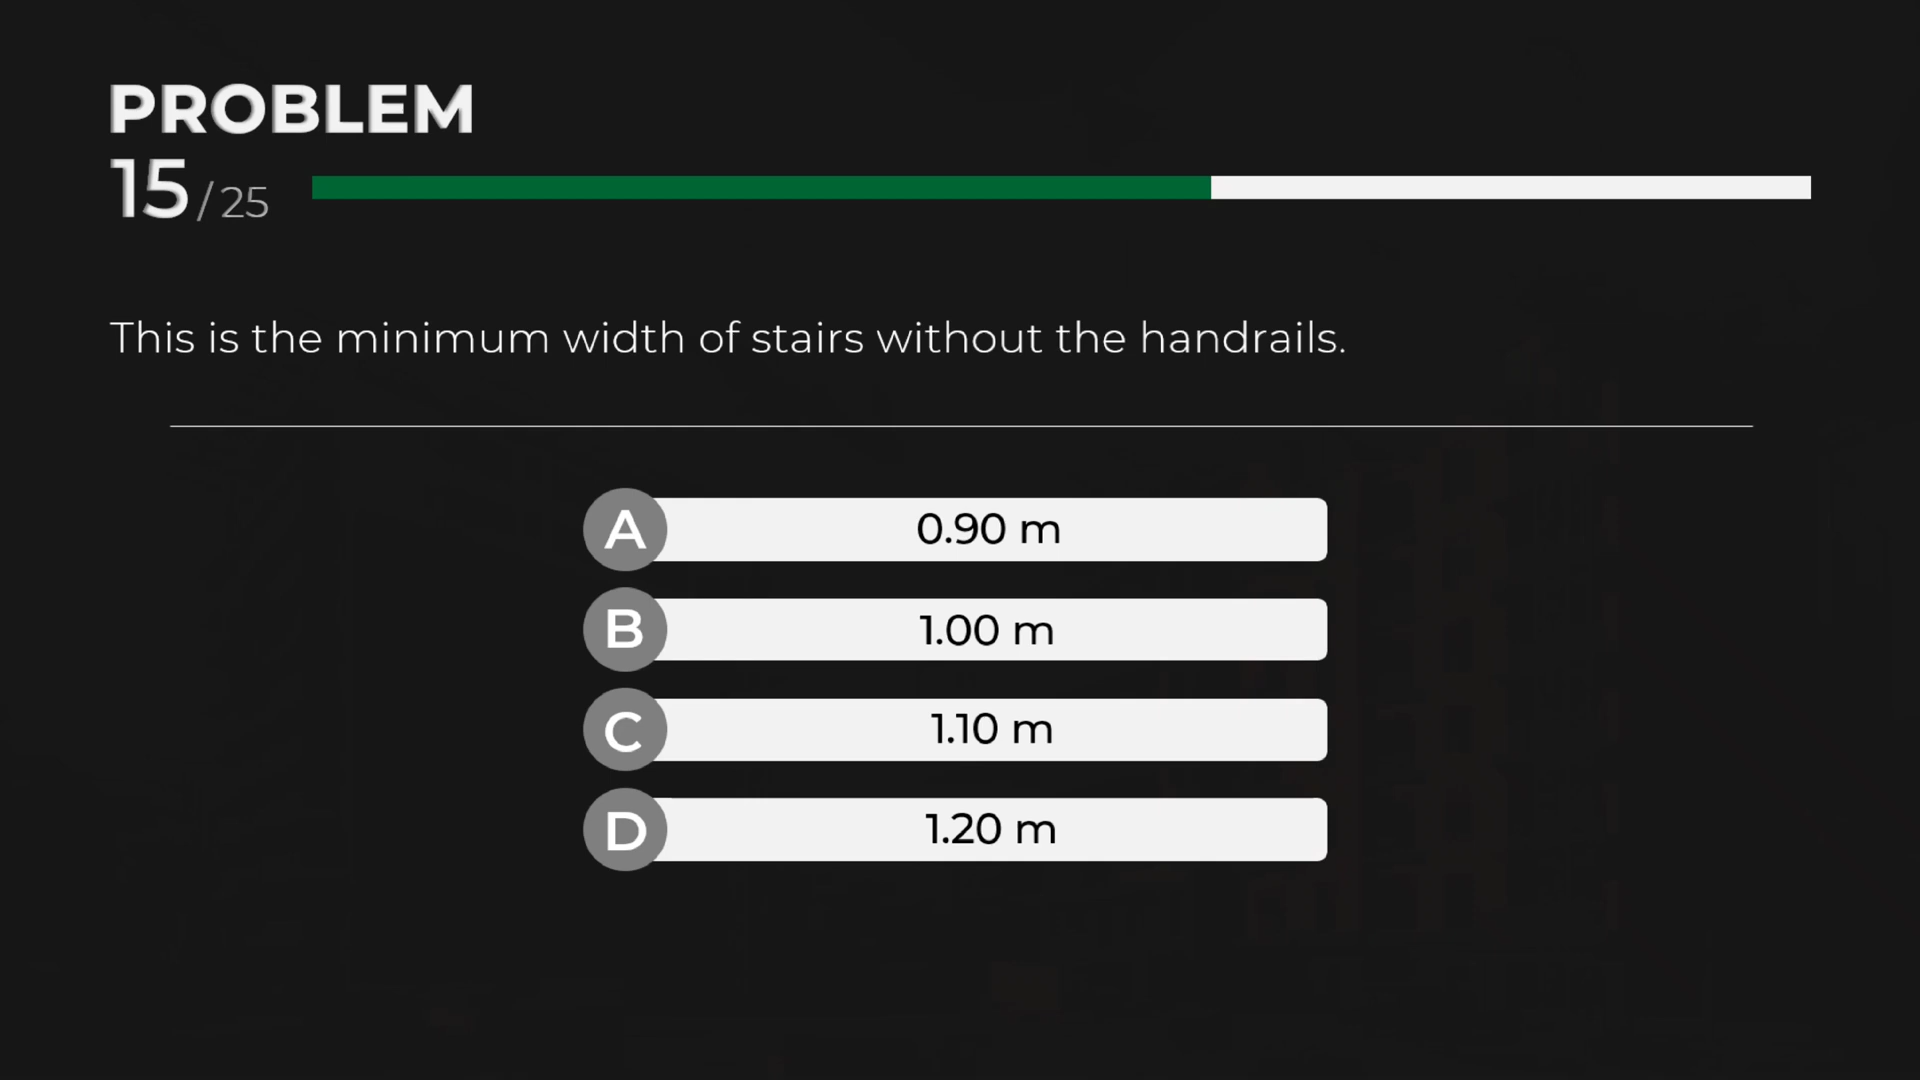 PROBLEM
15/25
This is the minimum width of stairs without the handrails.
A 0.90 m
B 1.00 m
C 1.10 m
D 1.20 m